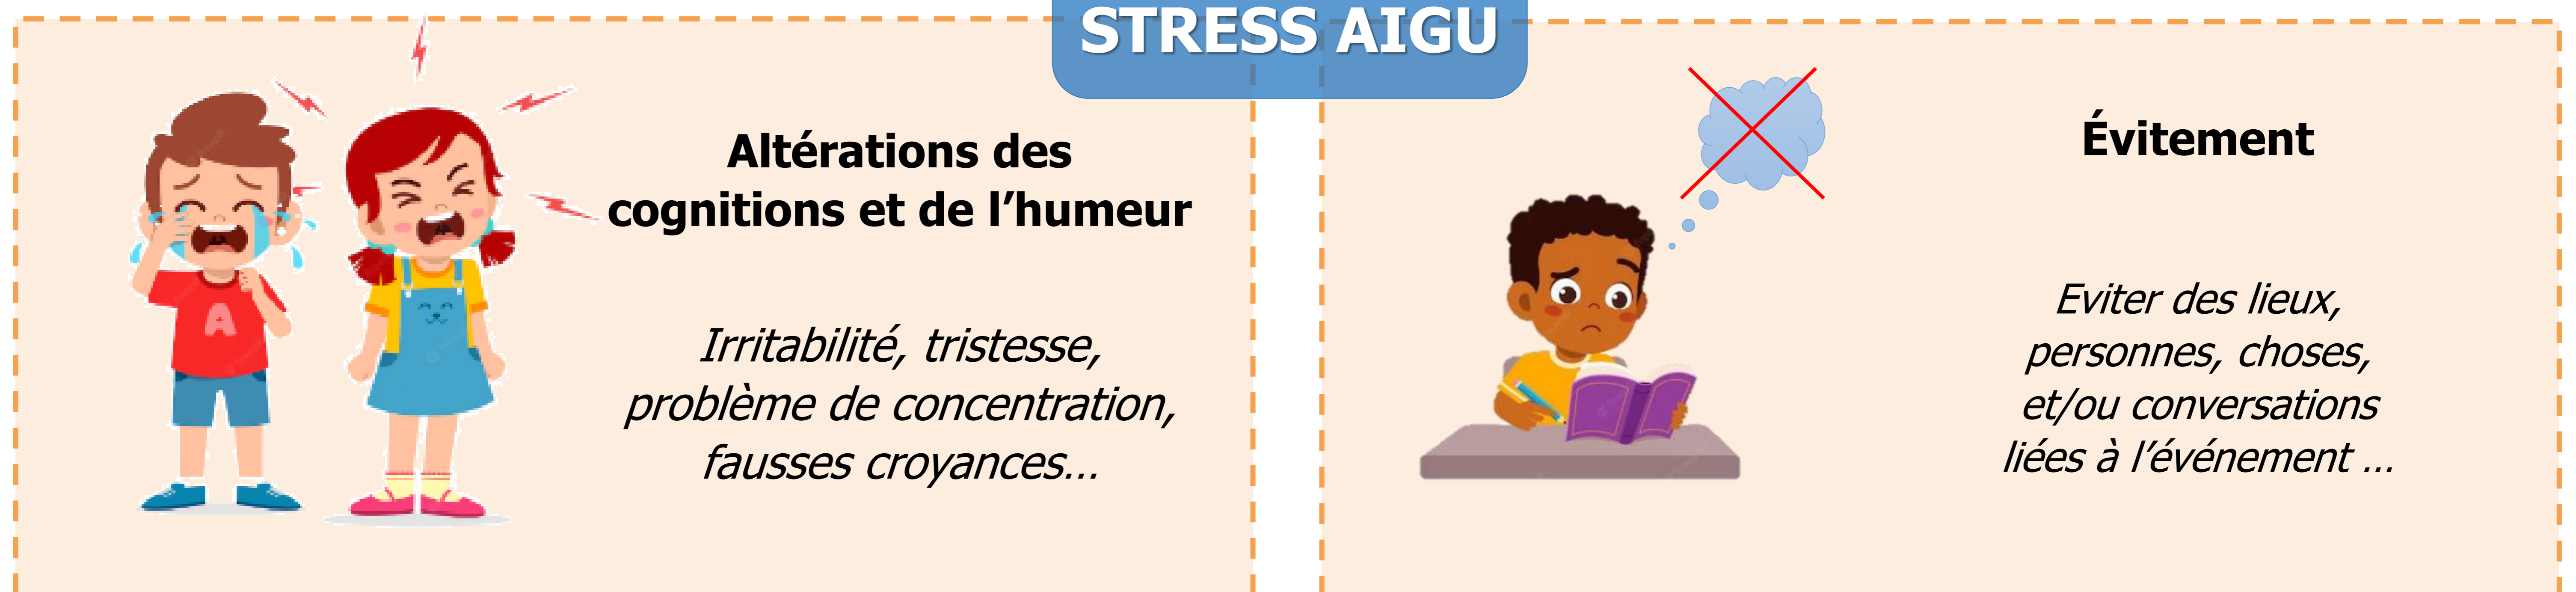 STRESS AIGU
Altérations des
cognitions et de l’humeur
Irritabilité, tristesse,
problème de concentration,
fausses croyances...
Évitement
Eviter des lieux,
personnes, choses,
et/ou conversations
liées à l’événement ...
A